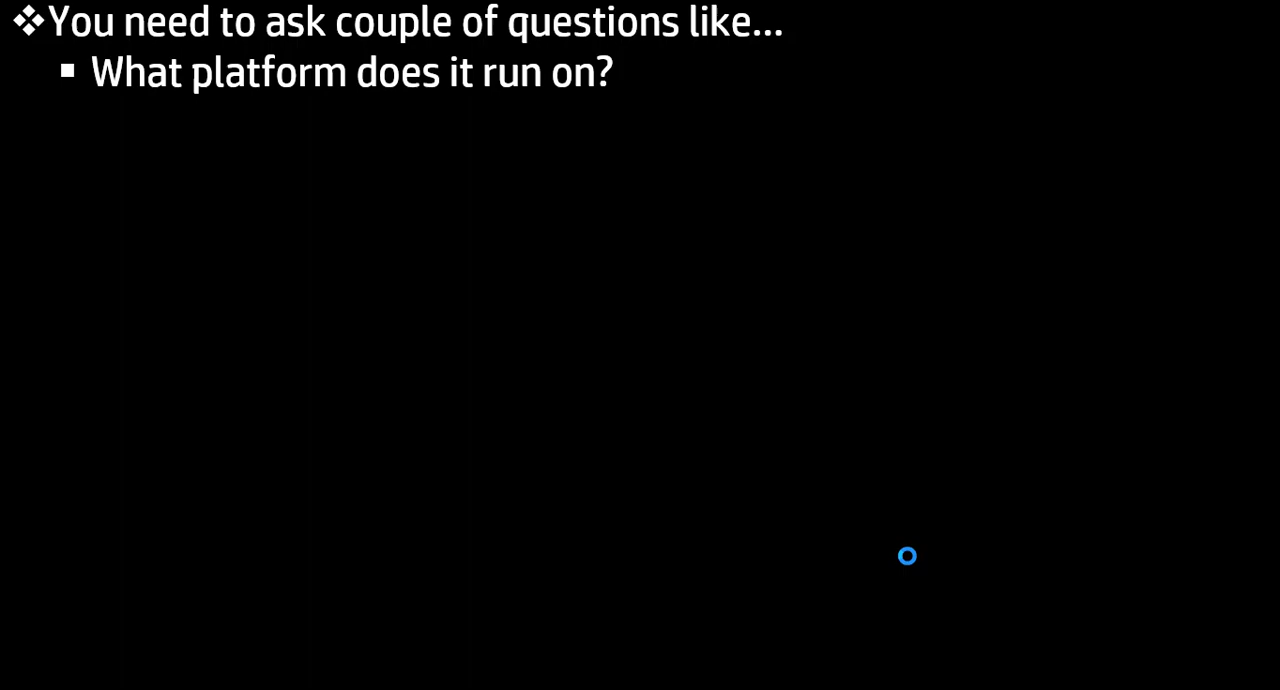 ❖You need to ask couple of questions like...
▪ What platform does it run on?